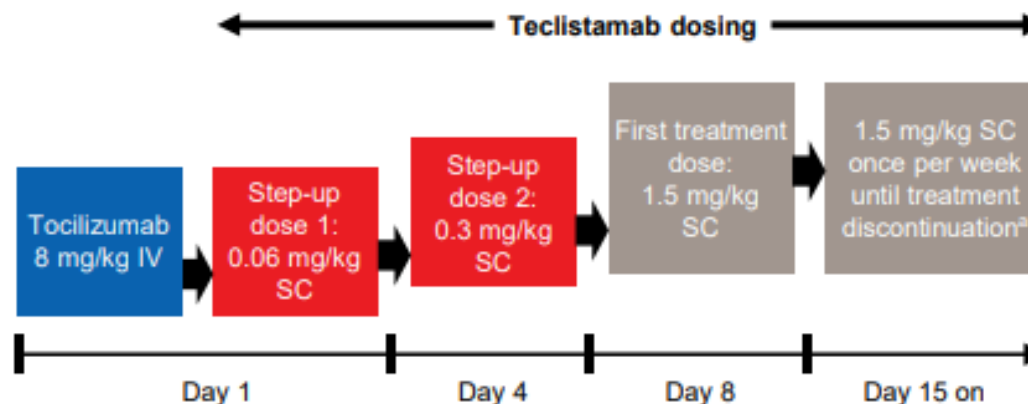 Teclistamab dosing
Tocilizumab
8 mg/kg IV
Step-up
dose 1:
0.06 mg/kg
SC
Step-up
dose 2:
0.3 mg/kg
SC
First treatment
dose:
1.5 mg/kg
SC
1.5 mg/kg SC
once per week
until treatment
discontinuationᵃ
Day 1
Day 4
Day 8
Day 15 on